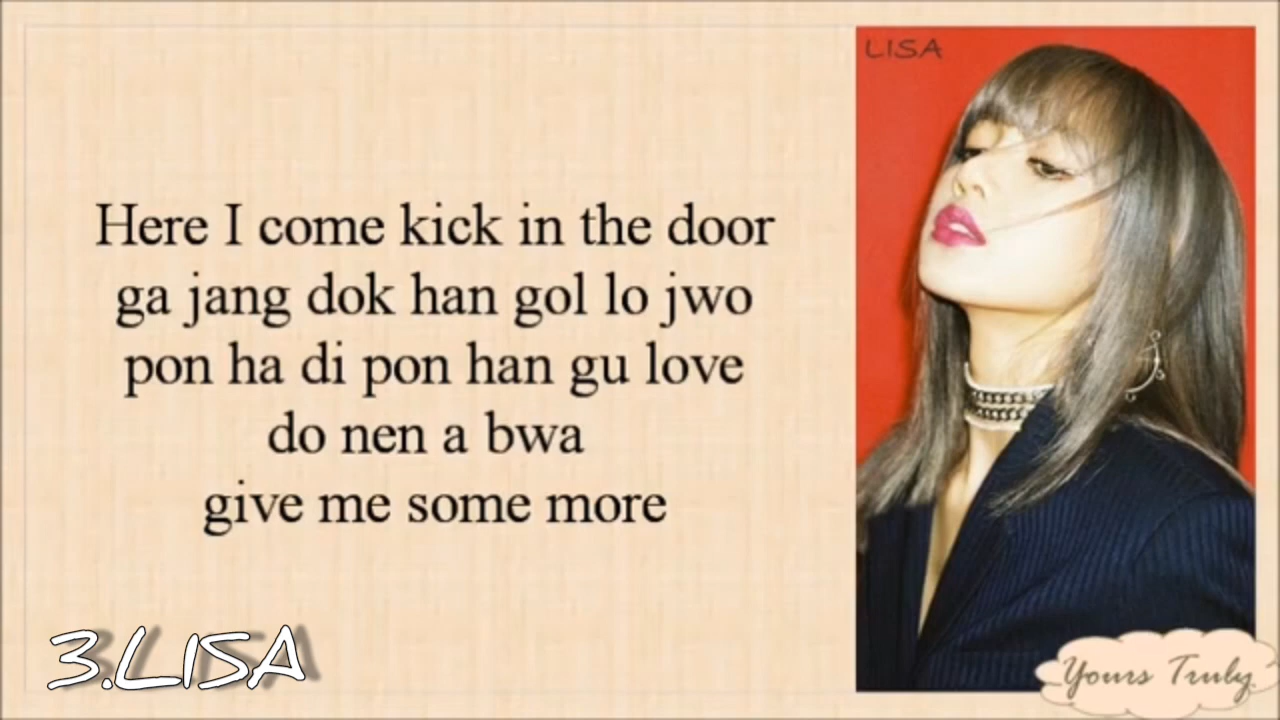 LISA
Here I come kick in the door
ga jang dok han gol lo jwo
pon ha di pon han gu love
do nen a bwa
give me some more
3.LISA
Yours Truly